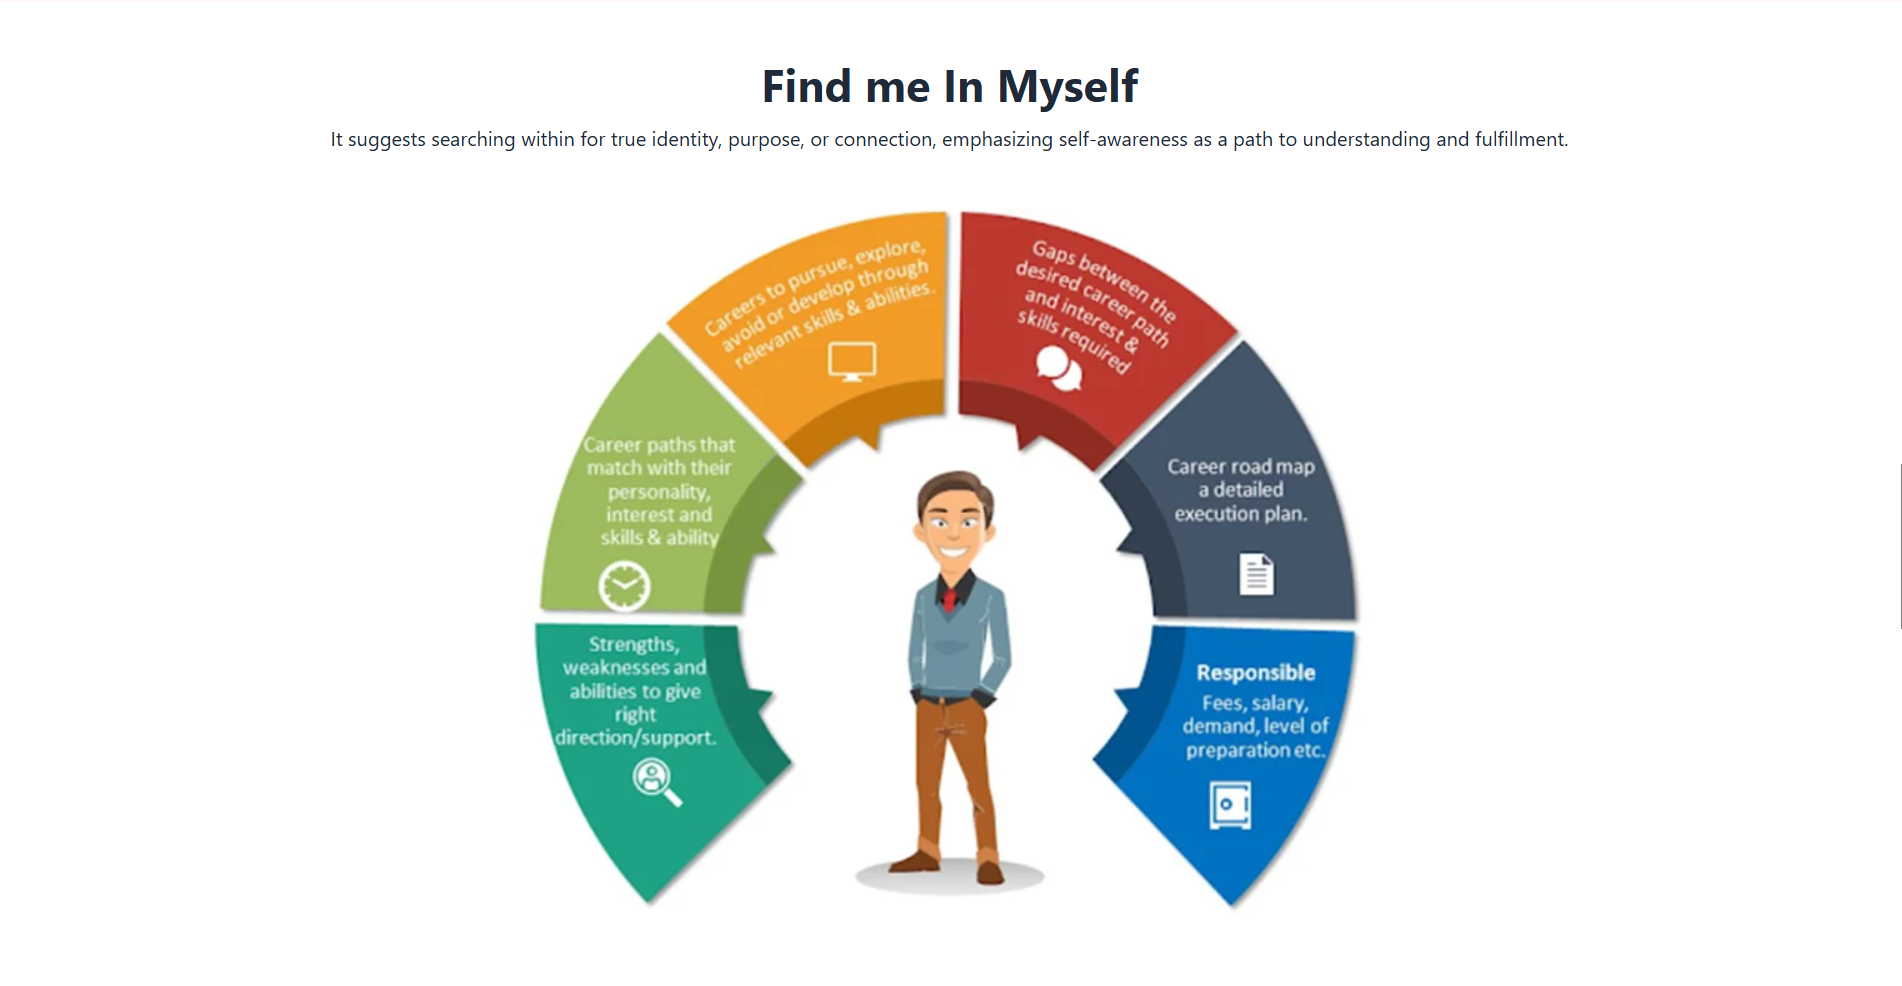 Find me In Myself
It suggests searching within for true identity, purpose, or connection, emphasizing self-awareness as a path to understanding and fulfillment.
Careers to pursue, explore,
avoid or develop through
relevant skills & abilities.
Gaps between the
desired career path
and interest &
skills required
Career paths that
match with their
personality,
interest and
skills & ability
Career road map
a detailed
execution plan.
Strengths,
weaknesses and
abilities to give
right
direction/support.
Responsible
Fees, salary,
demand, level of
preparation etc.